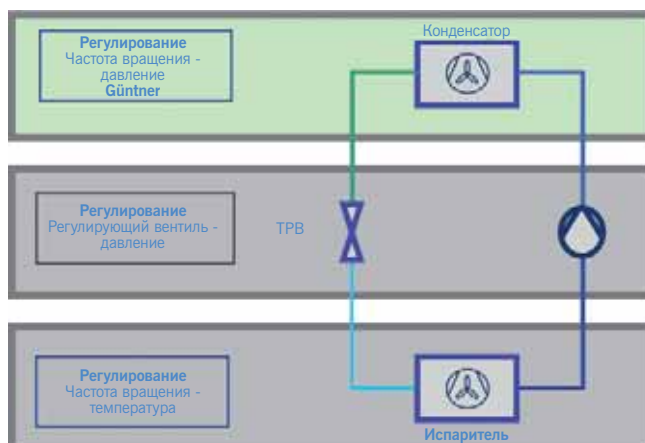 Регулирование
Частота вращения -
давление
Güntner
Конденсатор
Регулирование
Регулирующий вентиль -
давление
ТРВ
Регулирование
Частота вращения -
температура
Испаритель